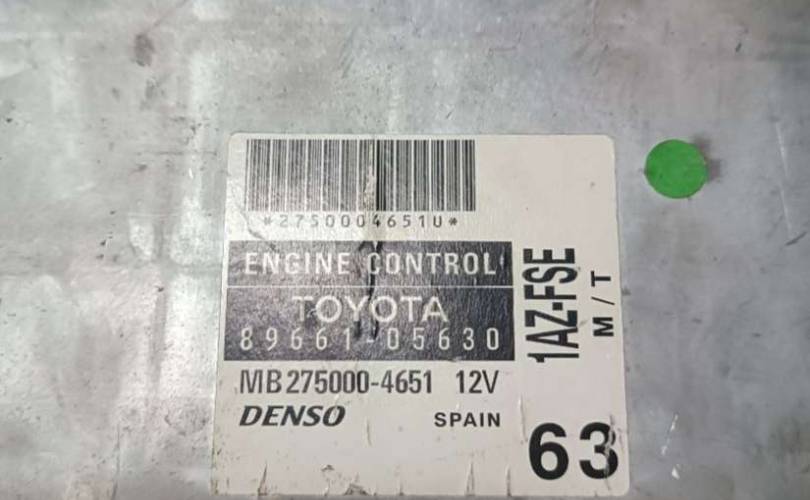 *2750004651U*
ENGINE CONTROL
TOYOTA
89661-05630
MB275000-4651 12V
DENSO SPAIN
1AZ-FSE
M/T
63